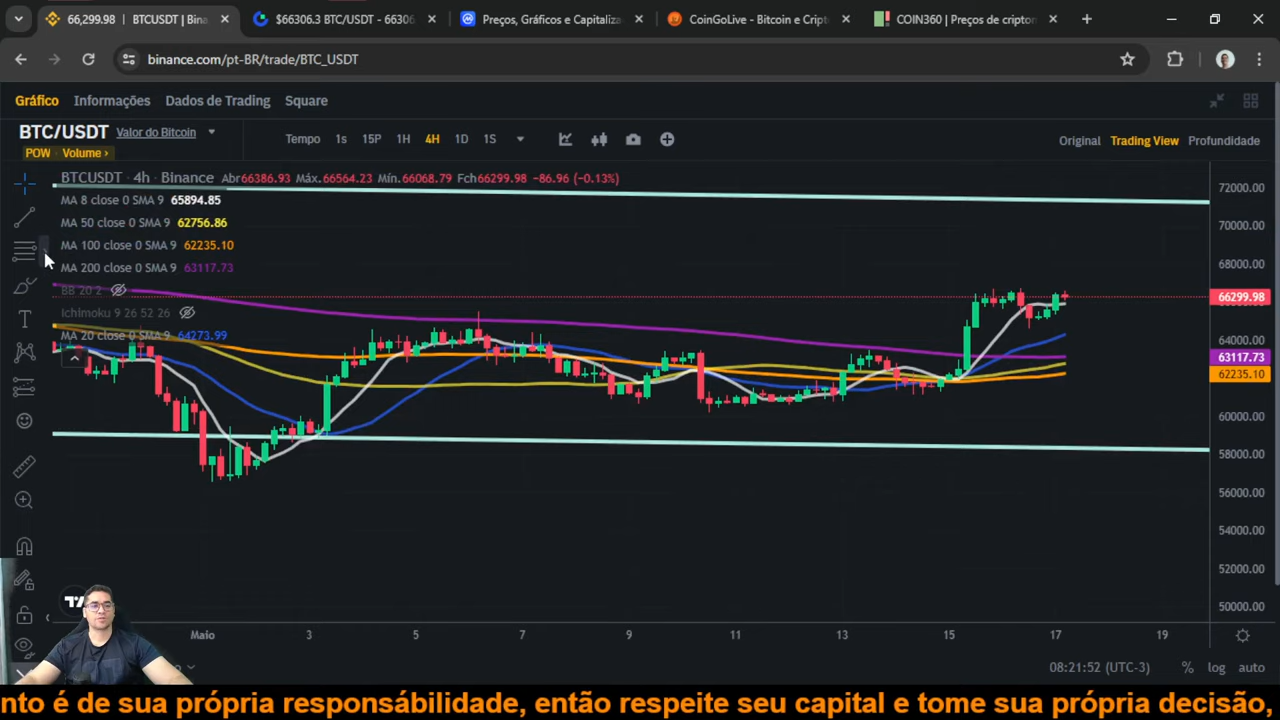 66,299.98 | BTCUSDT | Bina
$66306.3 BTC/USDT - 66306
Preços, Gráficos e Capitaliza
CoinGoLive - Bitcoin e Cript
COIN360 | Preços de criptom
binance.com/pt-BR/trade/BTC_USDT
Gráfico Informações Dados de Trading Square
BTC/USDT Valor do Bitcoin
POW Volume ›
Tempo 1s 15P 1H 4H 1D 1S
Original Trading View Profundidade
BTCUSDT · 4h · Binance Abr66386.93 Máx.66564.23 Mín.66068.79 Fch66299.98 -86.96 (-0.13%)
MA 8 close 0 SMA 9 65894.85
MA 50 close 0 SMA 9 62756.86
MA 100 close 0 SMA 9 62235.10
MA 200 close 0 SMA 9 63117.73
BB 20 2
Ichimoku 9 26 52 26
MA 20 close 0 SMA 9 64273.99
72000.00
70000.00
68000.00
66299.98
64000.00
63117.73
62235.10
60000.00
58000.00
56000.00
54000.00
52000.00
50000.00
Maio 3 5 7 9 11 13 15 17 19
08:21:52 (UTC-3) % log auto
nto é de sua própria responsábilidade, então respeite seu capital e tome sua própria decisão,